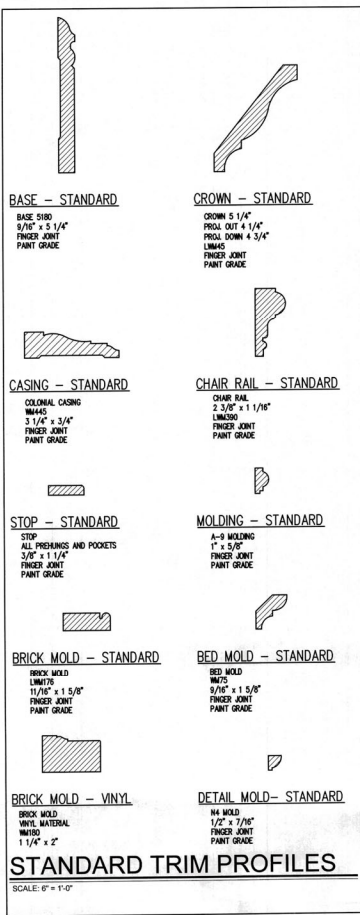 BASE – STANDARD
BASE 5180
9/16" x 5 1/4"
FINGER JOINT
PAINT GRADE
CROWN – STANDARD
CROWN 5 1/4"
PROJ. OUT 4 1/4"
PROJ. DOWN 4 3/4"
LWM45
FINGER JOINT
PAINT GRADE
CASING – STANDARD
COLONIAL CASING
WM445
3 1/4" x 3/4"
FINGER JOINT
PAINT GRADE
CHAIR RAIL – STANDARD
CHAIR RAIL
2 3/8" x 1 1/16"
LWM390
FINGER JOINT
PAINT GRADE
STOP – STANDARD
STOP
ALL PREHUNGS AND POCKETS
3/8" x 1 1/4"
FINGER JOINT
PAINT GRADE
MOLDING – STANDARD
A-9 MOLDING
1" x 5/8"
FINGER JOINT
PAINT GRADE
BRICK MOLD – STANDARD
BRICK MOLD
LWM176
11/16" x 1 5/8"
FINGER JOINT
PAINT GRADE
BED MOLD – STANDARD
BED MOLD
WM75
9/16" x 1 5/8"
FINGER JOINT
PAINT GRADE
BRICK MOLD – VINYL
BRICK MOLD
VINYL MATERIAL
WM180
1 1/4" x 2"
DETAIL MOLD– STANDARD
N4 MOLD
1/2" x 7/16"
FINGER JOINT
PAINT GRADE
STANDARD TRIM PROFILES
SCALE: 6" = 1'-0"